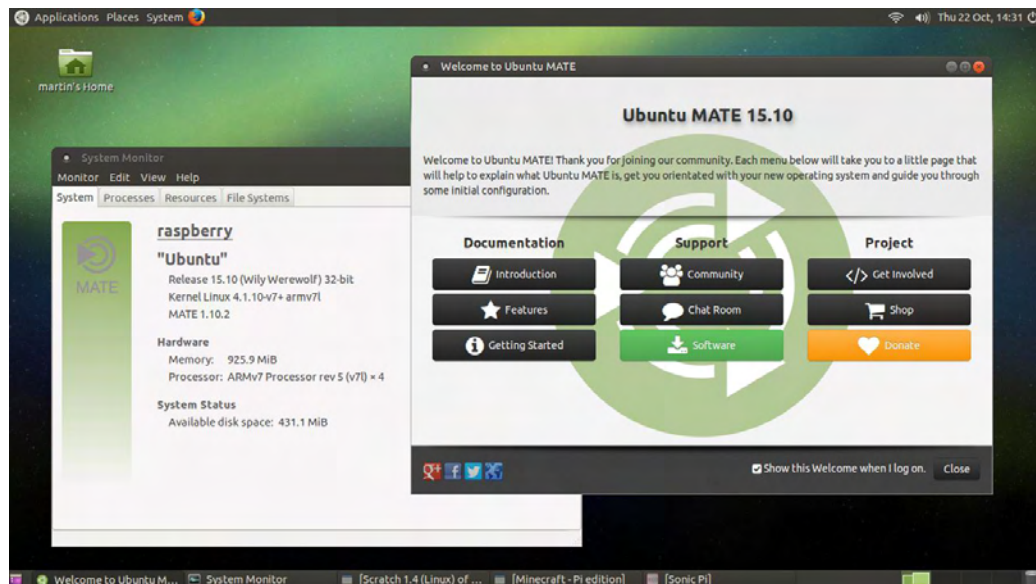 Applications Places System
Thu 22 Oct, 14:31
martin's Home
System Monitor
Monitor Edit View Help
System Processes Resources File Systems
MATE
raspberry
"Ubuntu"
Release 15.10 (Wily Werewolf) 32-bit
Kernel Linux 4.1.10-v7+ armv7l
MATE 1.10.2
Hardware
Memory: 925.9 MiB
Processor: ARMv7 Processor rev 5 (v7l) × 4
System Status
Available disk space: 431.1 MiB
Welcome to Ubuntu MATE
Ubuntu MATE 15.10
Welcome to Ubuntu MATE! Thank you for joining our community. Each menu below will take you to a little page that
will help to explain what Ubuntu MATE is, get you orientated with your new operating system and guide you through
some initial configuration.
Documentation
Introduction
Features
Getting Started
Support
Community
Chat Room
Software
Project
</> Get Involved
Shop
Donate
Show this Welcome when I log on. Close
Welcome to Ubuntu M... System Monitor [Scratch 1.4 (Linux) of ... [Minecraft - Pi edition] [Sonic Pi]